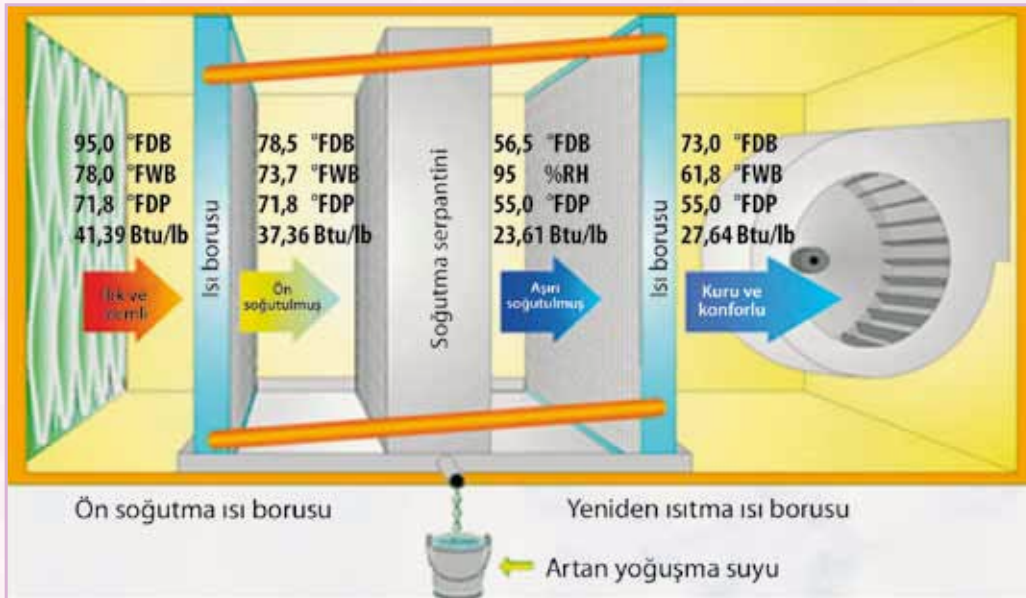 95,0 °FDB
78,0 °FWB
71,8 °FDP
41,39 Btu/lb
Ilık ve
nemli
Isı borusu
78,5 °FDB
73,7 °FWB
71,8 °FDP
37,36 Btu/lb
Ön
soğutulmuş
Soğutma serpantini
56,5 °FDB
95 %RH
55,0 °FDP
23,61 Btu/lb
Aşırı
soğutulmuş
Isı borusu
73,0 °FDB
61,8 °FWB
55,0 °FDP
27,64 Btu/lb
Kuru ve
konforlu
Ön soğutma ısı borusu
Yeniden ısıtma ısı borusu
Artan yoğuşma suyu